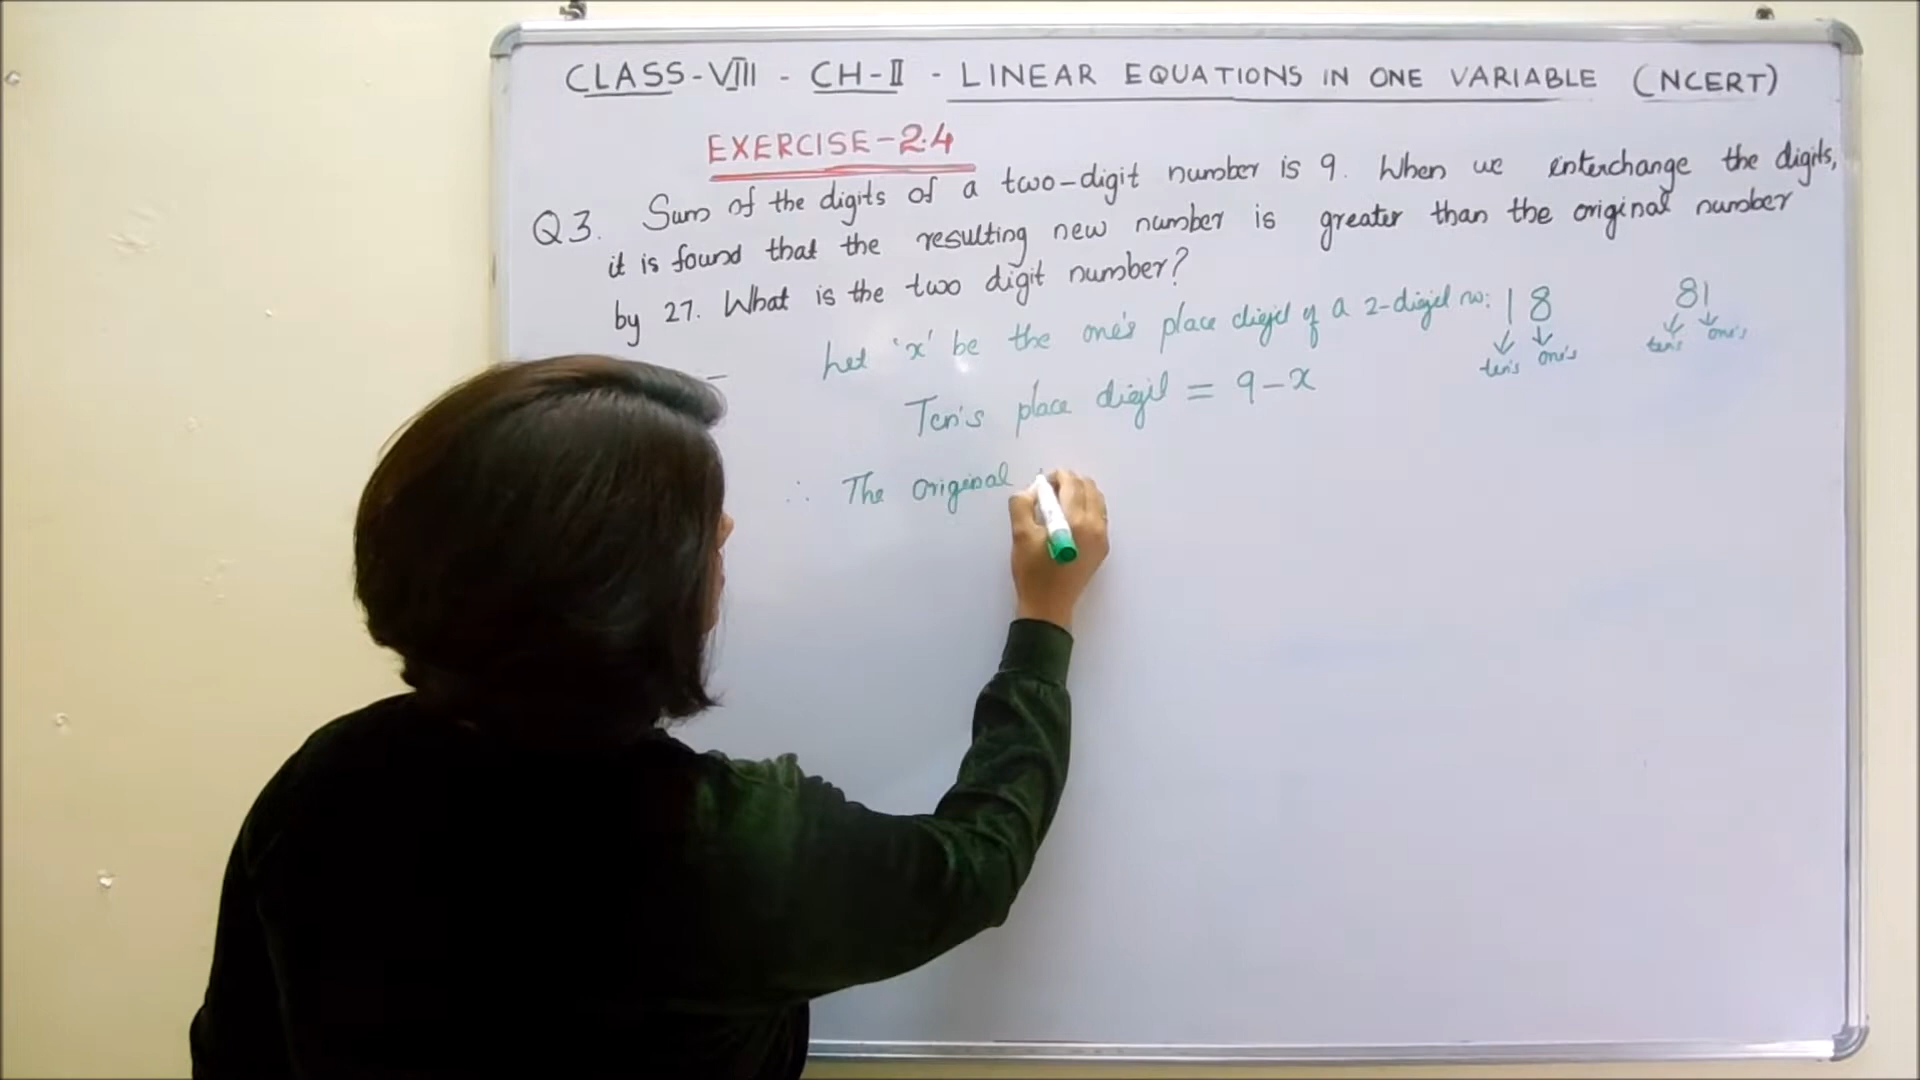 CLASS-VIII - CH-II - LINEAR EQUATIONS IN ONE VARIABLE (NCERT)
EXERCISE-2.4
Q3. Sum of the digits of a two-digit number is 9. When we interchange the digits,
it is found that the resulting new number is greater than the original number
by 27. What is the two digit number?
Let 'x' be the one's place digit of a 2-digit no: 18 81
ten's one's ten's one's
Ten's place digit = 9-x
∴ The original